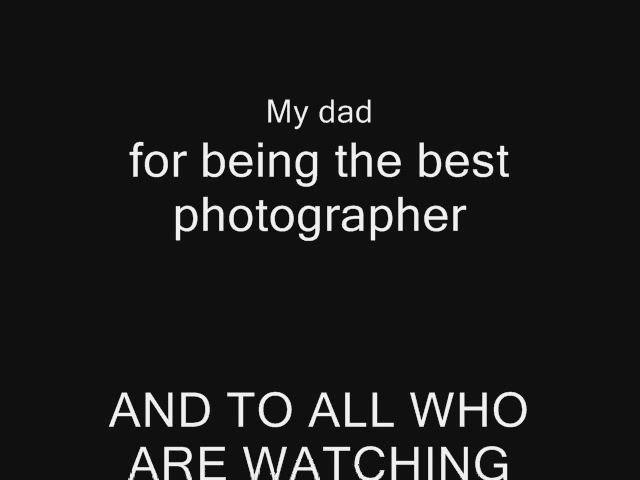 My dad
for being the best
photographer
AND TO ALL WHO
ARE WATCHING